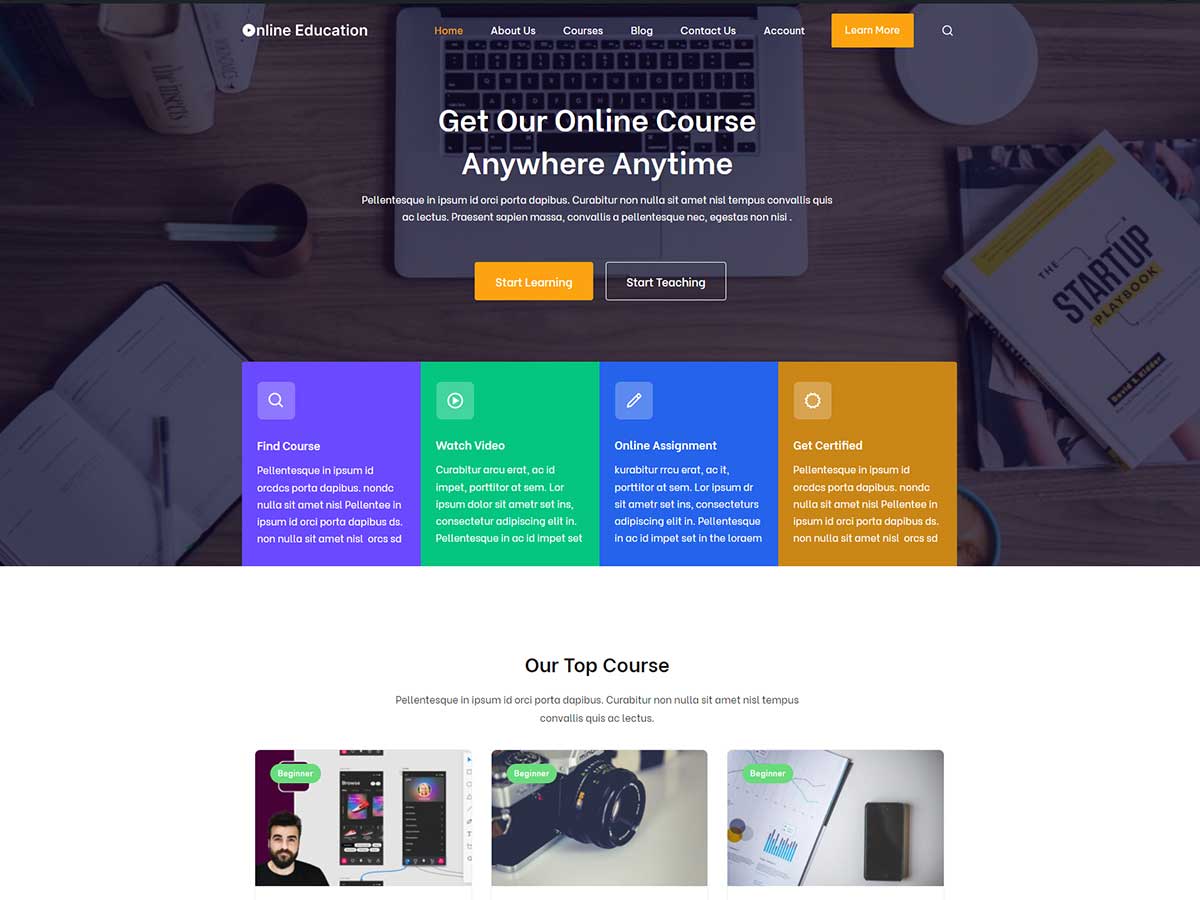 Online Education
Home
About Us
Courses
Blog
Contact Us
Account
Learn More
Get Our Online Course
Anywhere Anytime
Pellentesque in ipsum id orci porta dapibus. Curabitur non nulla sit amet nisl tempus convallis quis
ac lectus. Praesent sapien massa, convallis a pellentesque nec, egestas non nisi .
Start Learning
Start Teaching
THE
STARTUP
PLAYBOOK
David S. Kidder
Find Course
Pellentesque in ipsum id
orcdcs porta dapibus. nondc
nulla sit amet nisl Pellentee in
ipsum id orci porta dapibus ds.
non nulla sit amet nisl orcs sd
Watch Video
Curabitur arcu erat, ac id
impet, porttitor at sem. Lor
ipsum dolor sit ametr set ins,
consectetur adipiscing elit in.
Pellentesque in ac id impet set
Online Assignment
kurabitur rrcu erat, ac it,
porttitor at sem. Lor ipsum dr
sit ametr set ins, consecteturs
adipiscing elit in. Pellentesque
in ac id impet set in the loraem
Get Certified
Pellentesque in ipsum id
orcdcs porta dapibus. nondc
nulla sit amet nisl Pellentee in
ipsum id orci porta dapibus ds.
non nulla sit amet nisl orcs sd
Our Top Course
Pellentesque in ipsum id orci porta dapibus. Curabitur non nulla sit amet nisl tempus
convallis quis ac lectus.
Beginner
Browse
Beginner
Beginner